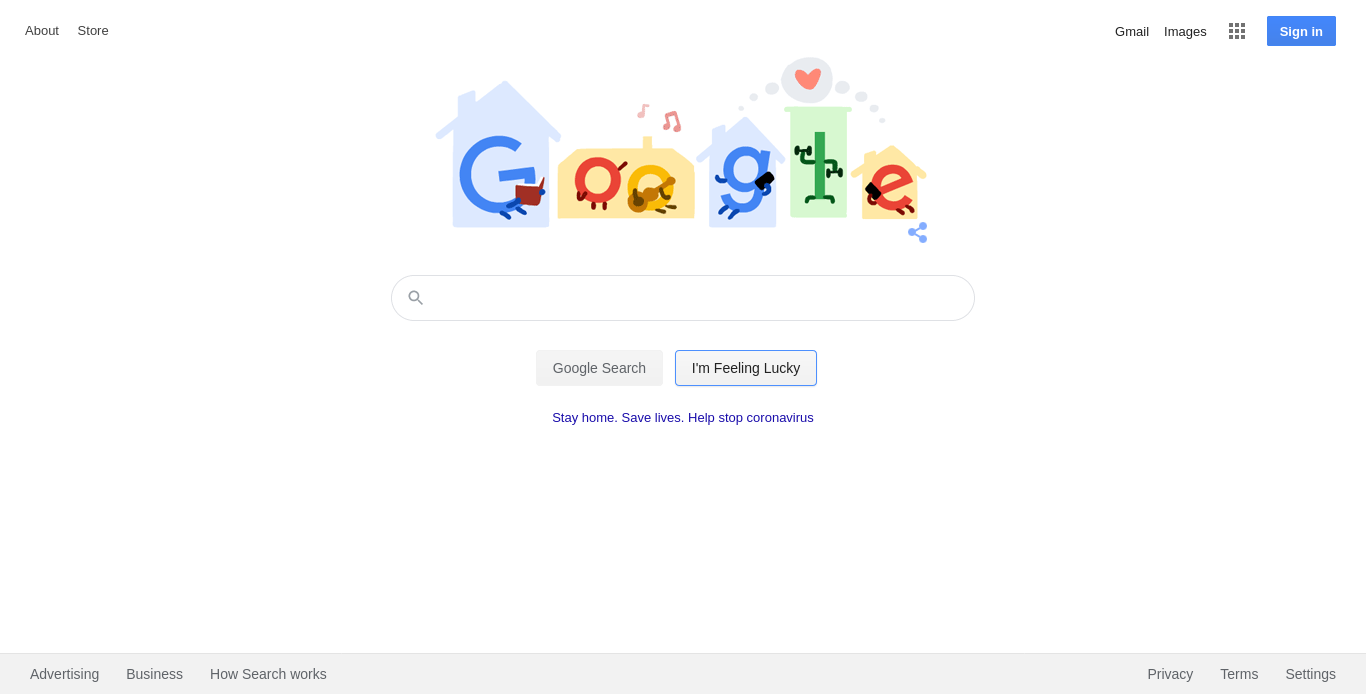 About Store
Gmail Images Sign in
Google
Google Search I'm Feeling Lucky
Stay home. Save lives. Help stop coronavirus
Advertising Business How Search works
Privacy Terms Settings